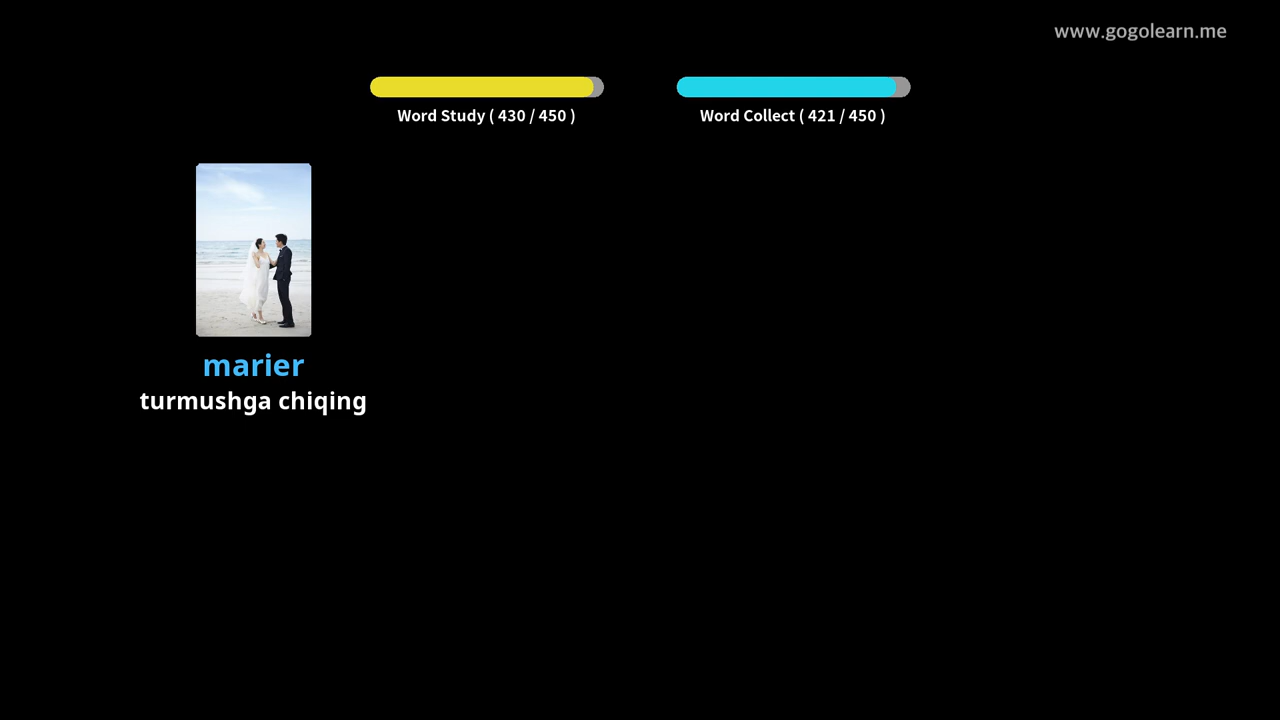 www.gogolearn.me
Word Study ( 430 / 450 )
Word Collect ( 421 / 450 )
marier
turmushga chiqing